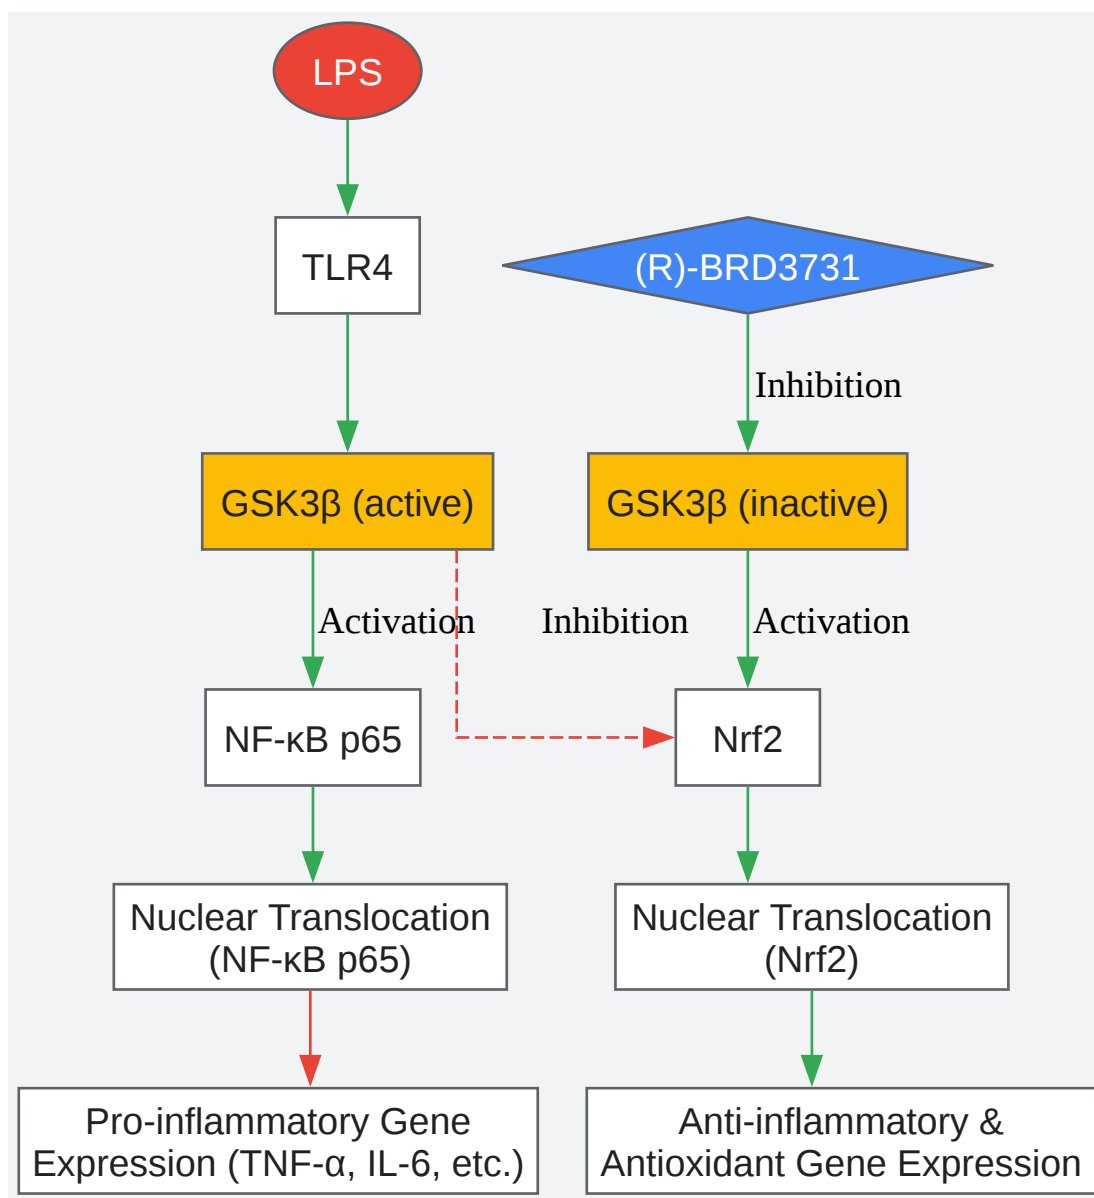 LPS
TLR4
(R)-BRD3731
Inhibition
GSK3β (active)
GSK3β (inactive)
Activation
Inhibition
Activation
NF-κB p65
Nrf2
Nuclear Translocation
(NF-κB p65)
Nuclear Translocation
(Nrf2)
Pro-inflammatory Gene
Expression (TNF-α, IL-6, etc.)
Anti-inflammatory &
Antioxidant Gene Expression